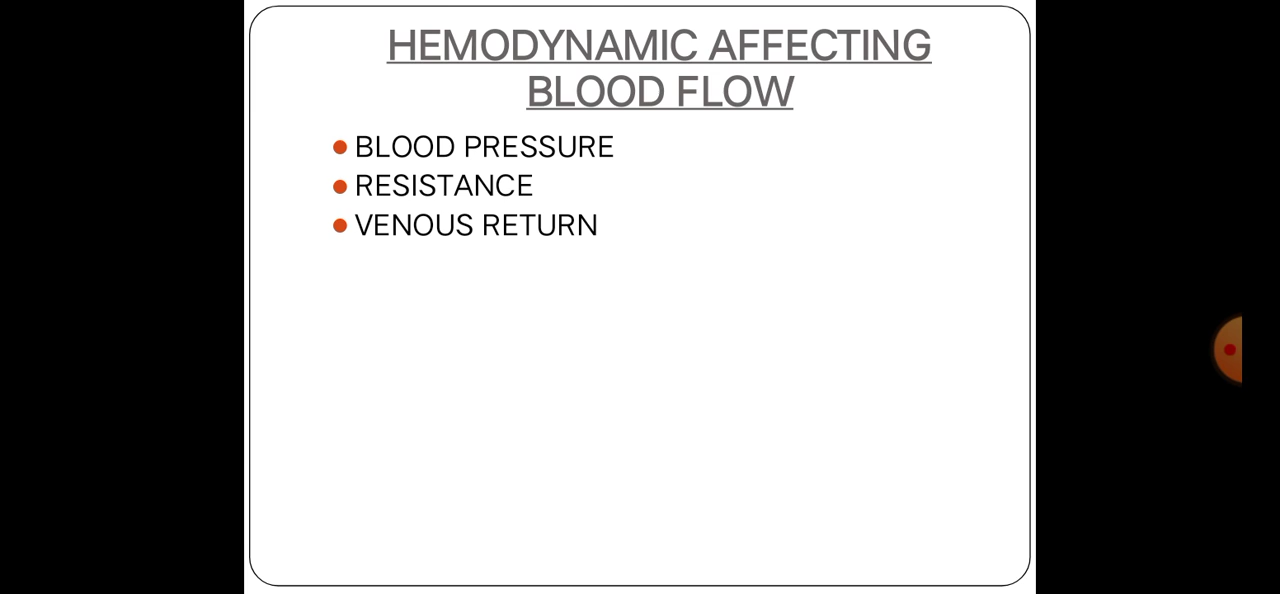 HEMODYNAMIC AFFECTING
BLOOD FLOW
BLOOD PRESSURE
RESISTANCE
VENOUS RETURN